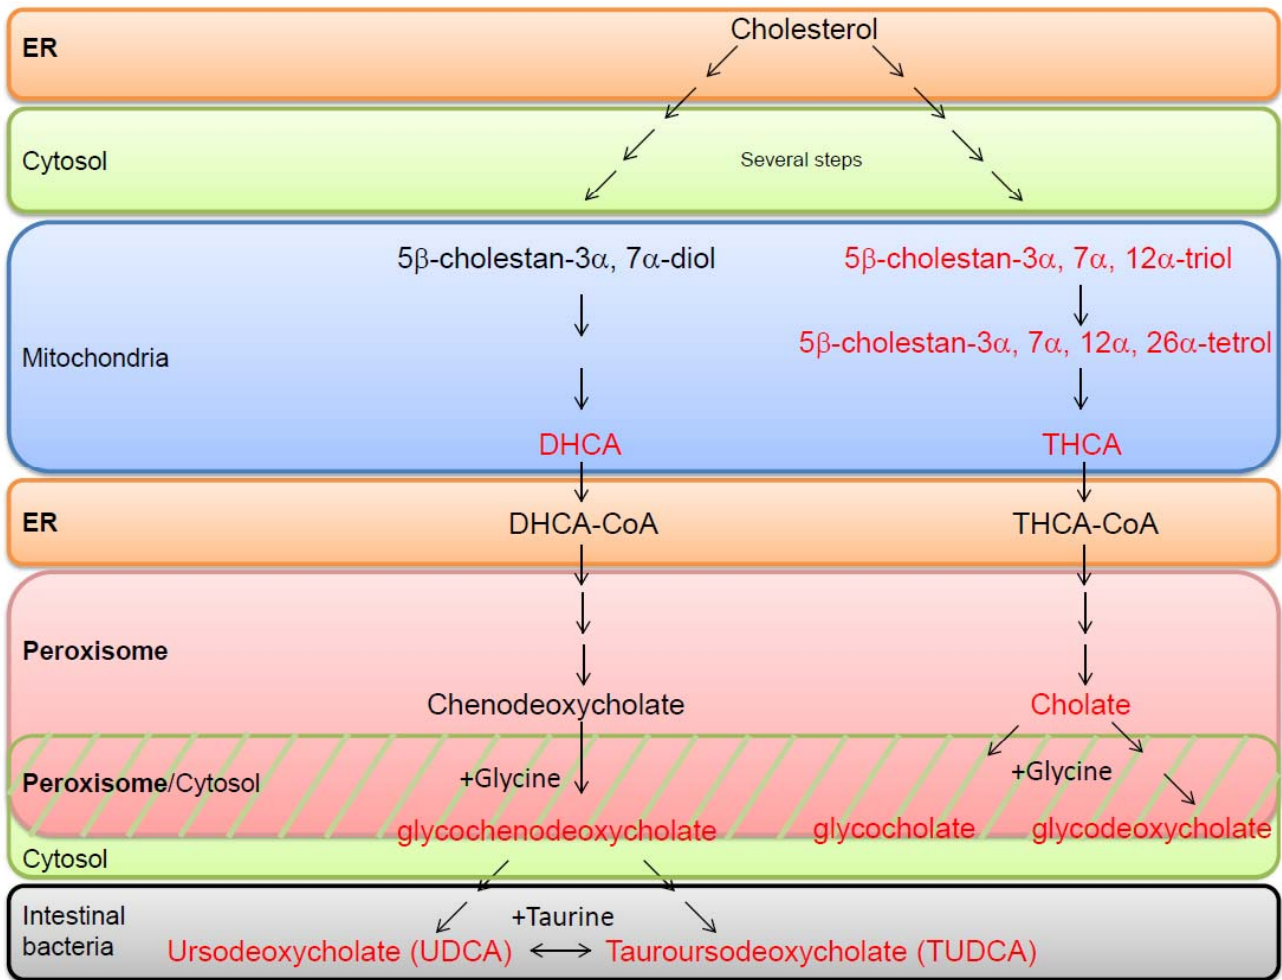 ER
Cholesterol
Cytosol
Several steps
5β-cholestan-3α, 7α-diol
5β-cholestan-3α, 7α, 12α-triol
5β-cholestan-3α, 7α, 12α, 26α-tetrol
Mitochondria
DHCA
THCA
ER
DHCA-CoA
THCA-CoA
Peroxisome
Chenodeoxycholate
Cholate
Peroxisome/Cytosol
+Glycine
+Glycine
glycochenodeoxycholate
glycocholate
glycodeoxycholate
Cytosol
Intestinal
bacteria
+Taurine
Ursodeoxycholate (UDCA)
Tauroursodeoxycholate (TUDCA)